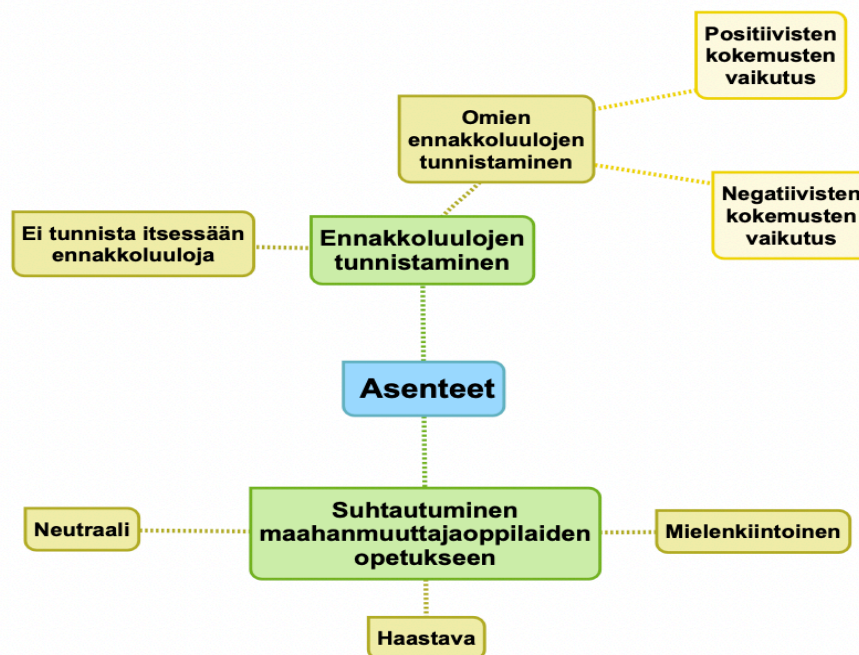 Positiivisten
kokemusten
vaikutus
Omien
ennakkoluulojen
tunnistaminen
Negatiivisten
kokemusten
vaikutus
Ei tunnista itsessään
ennakkoluuloja
Ennakkoluulojen
tunnistaminen
Asenteet
Suhtautuminen
maahanmuuttajaoppilaiden
opetukseen
Neutraali
Mielenkiintoinen
Haastava